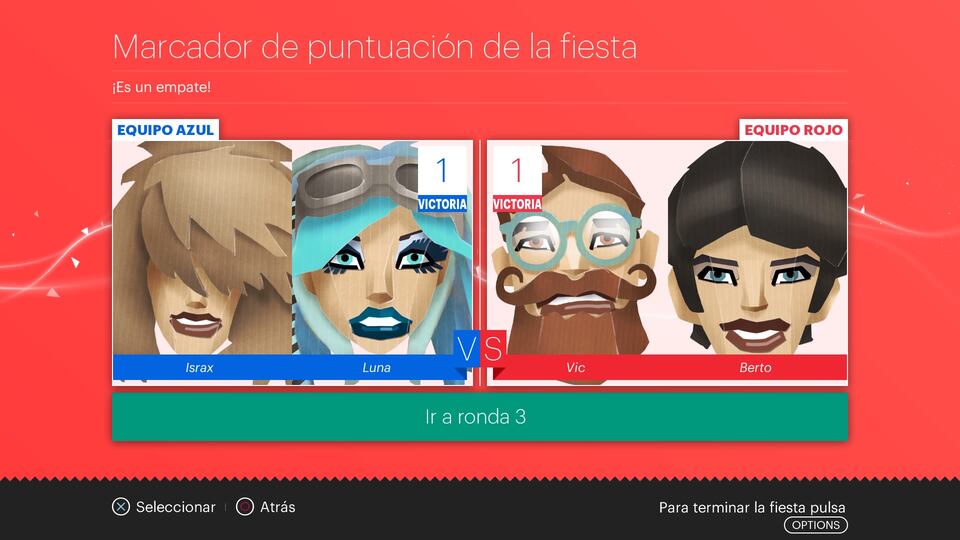 Marcador de puntuación de la fiesta
¡Es un empate!
EQUIPO AZUL
EQUIPO ROJO
1
VICTORIA
1
VICTORIA
VS
Israx
Luna
Vic
Berto
Ir a ronda 3
Seleccionar
Atrás
Para terminar la fiesta pulsa
OPTIONS